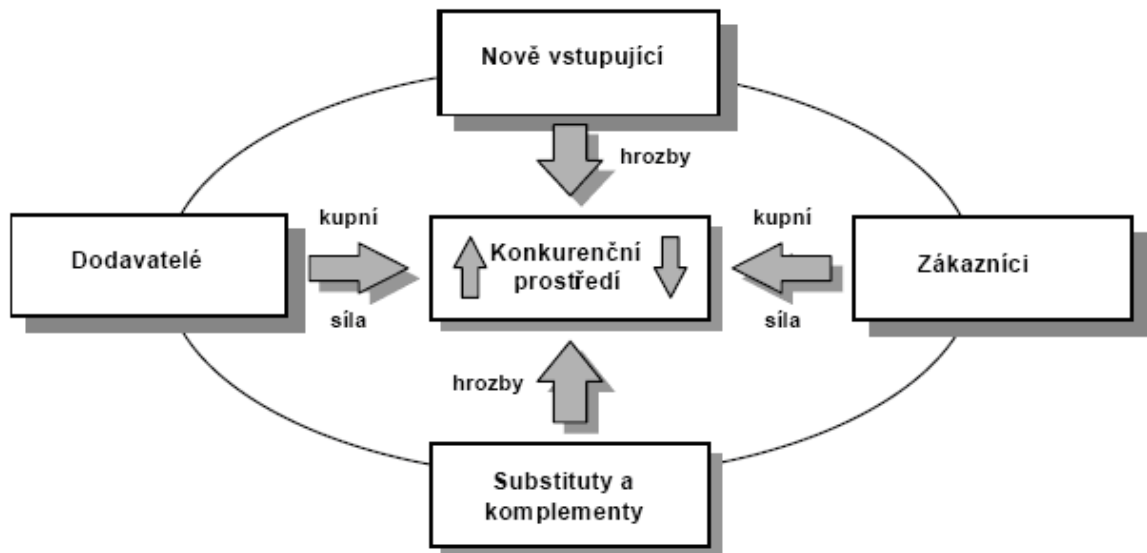 Nově vstupující
hrozby
kupní
kupní
Dodavatelé
Konkurenční
prostředí
Zákazníci
síla
síla
hrozby
Substituty a
komplementy